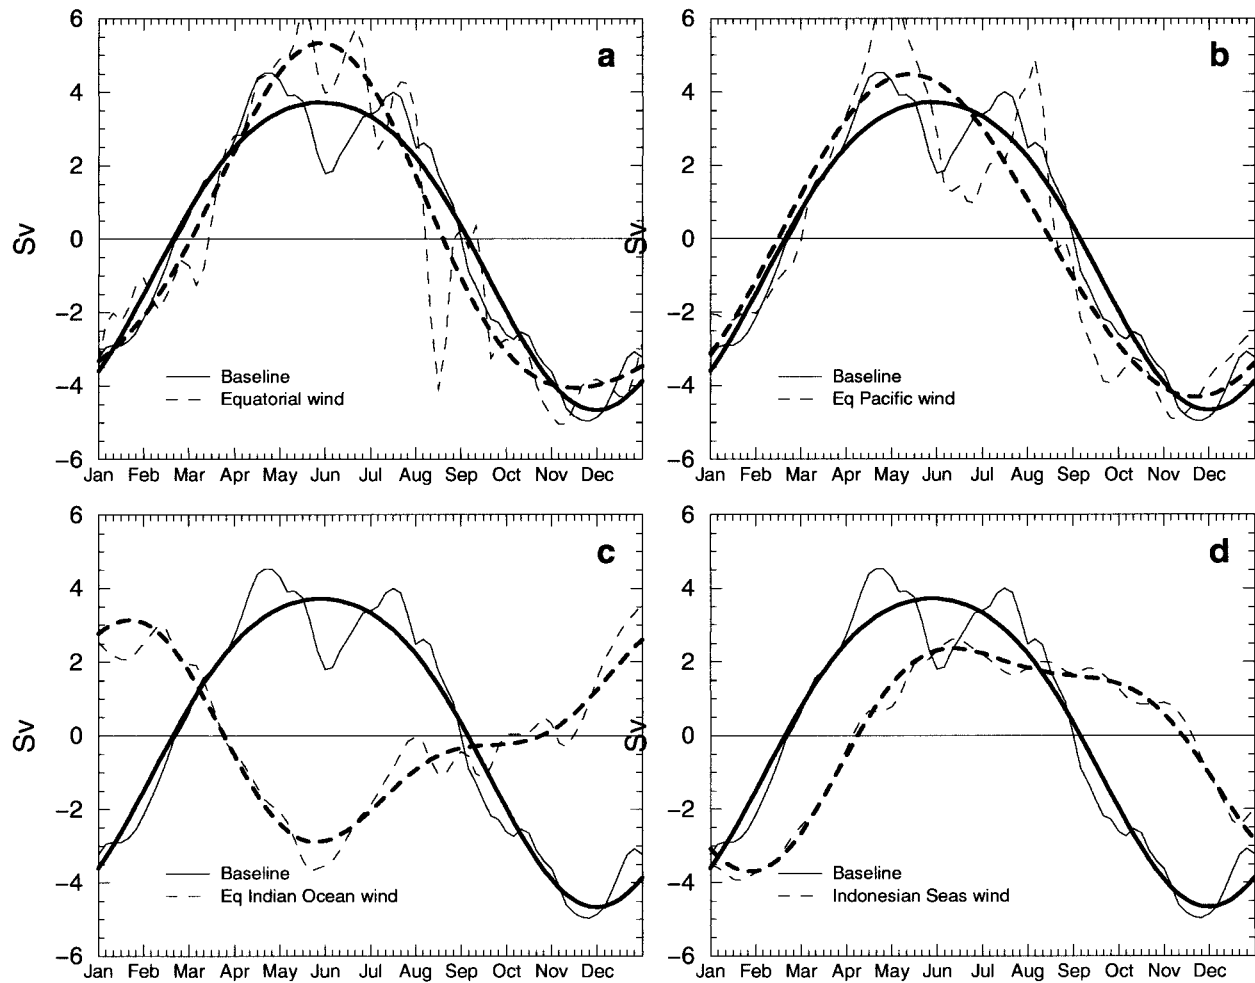 6 a 6 b
4 4
2 2
Sv 0 Sv 0
−2 −2
−4 Baseline −4 Baseline
Equatorial wind Eq Pacific wind
−6 −6
Jan Feb Mar Apr May Jun Jul Aug Sep Oct Nov Dec Jan Feb Mar Apr May Jun Jul Aug Sep Oct Nov Dec
6 c 6 d
4 4
2 2
Sv 0 Sv 0
−2 −2
−4 Baseline −4 Baseline
Eq Indian Ocean wind Indonesian Seas wind
−6 −6
Jan Feb Mar Apr May Jun Jul Aug Sep Oct Nov Dec Jan Feb Mar Apr May Jun Jul Aug Sep Oct Nov Dec